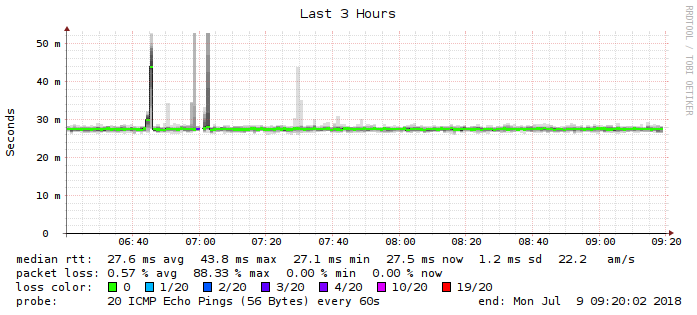 Last 3 Hours
RRDTOOL / TOBI OETIKER
Seconds
50 m
40 m
30 m
20 m
10 m
0
06:40 07:00 07:20 07:40 08:00 08:20 08:40 09:00 09:20
median rtt: 27.6 ms avg 43.8 ms max 27.1 ms min 27.5 ms now 1.2 ms sd 22.2 am/s
packet loss: 0.57 % avg 88.33 % max 0.00 % min 0.00 % now
loss color: 0 1/20 2/20 3/20 4/20 10/20 19/20
probe: 20 ICMP Echo Pings (56 Bytes) every 60s end: Mon Jul 9 09:20:02 2018